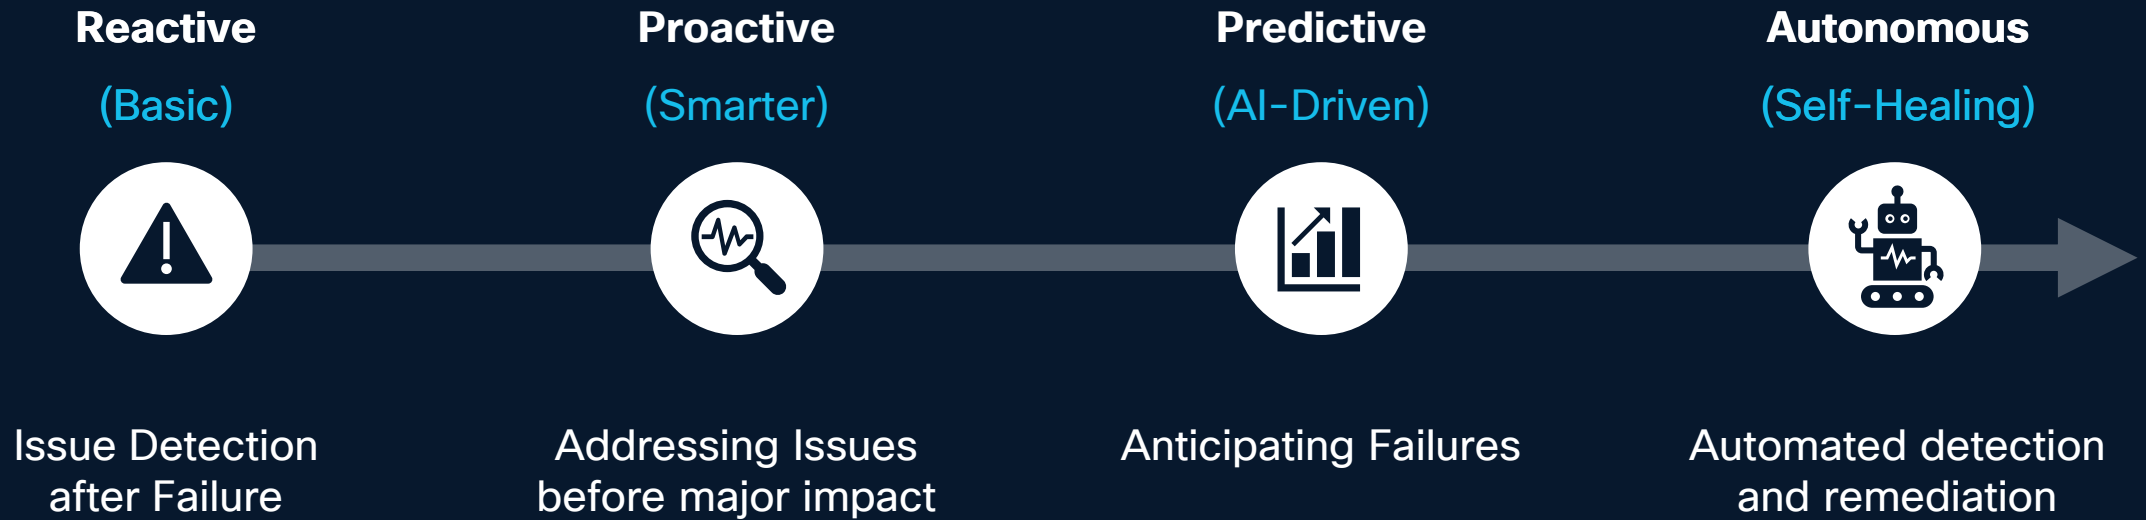 Reactive
(Basic)
Issue Detection
after Failure
Proactive
(Smarter)
Addressing Issues
before major impact
Predictive
(AI-Driven)
Anticipating Failures
Autonomous
(Self-Healing)
Automated detection
and remediation